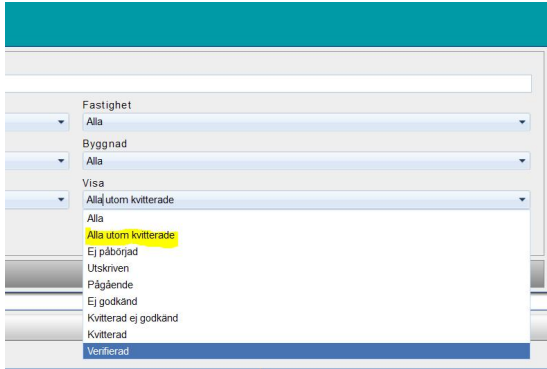 Fastighet
Alla
Byggnad
Alla
Visa
Alla utom kvitterade
Alla
Alla utom kvitterade
Ej påbörjad
Utskriven
Pågående
Ej godkänd
Kvitterad ej godkänd
Kvitterad
Verifierad